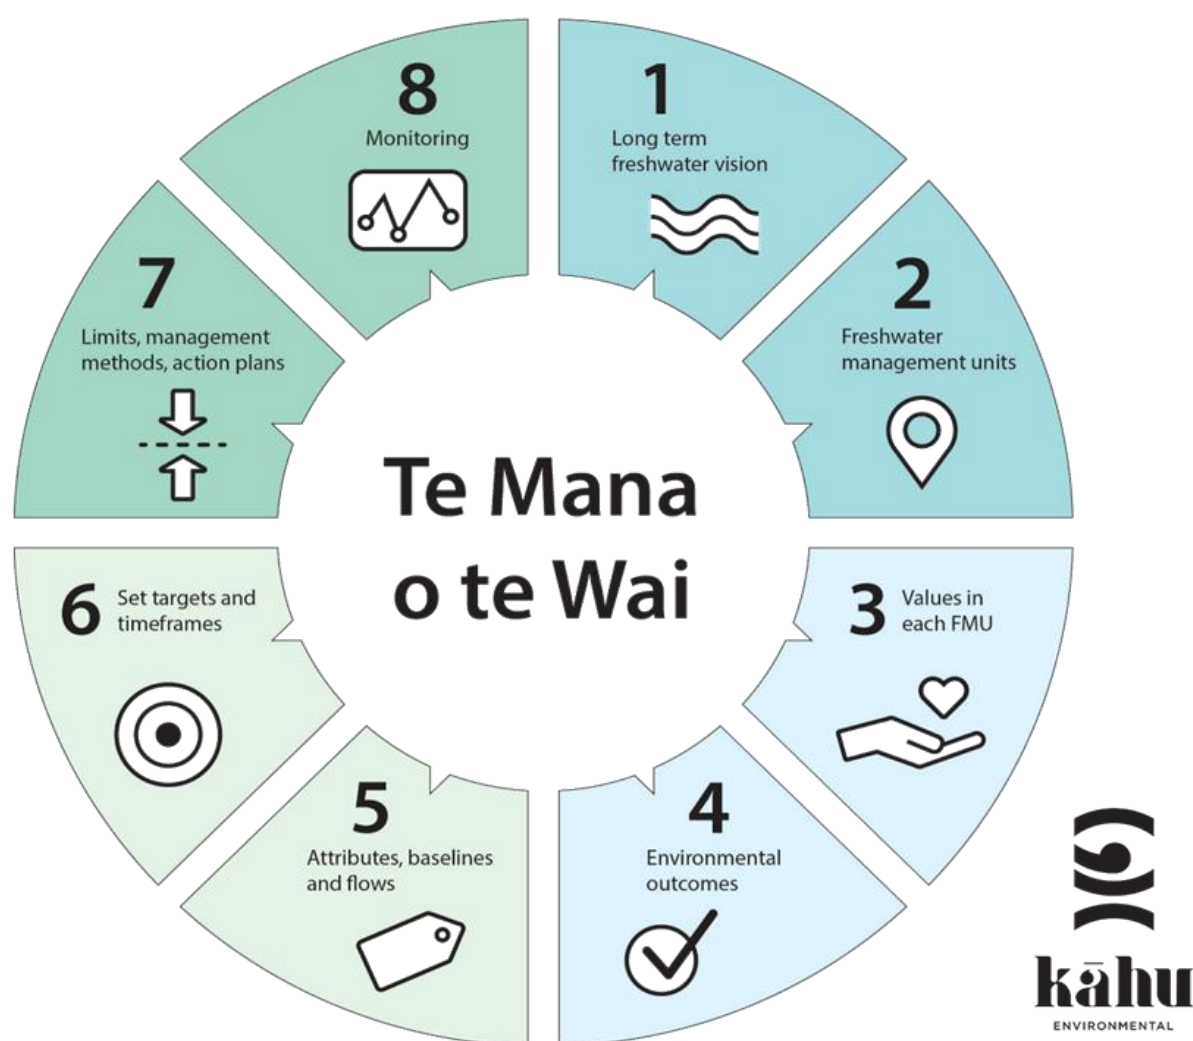 Te Mana
o te Wai
1
Long term
freshwater vision
2
Freshwater
management units
3
Values in
each FMU
4
Environmental
outcomes
5
Attributes, baselines
and flows
6
Set targets and
timeframes
7
Limits, management
methods, action plans
8
Monitoring
kāhu
ENVIRONMENTAL